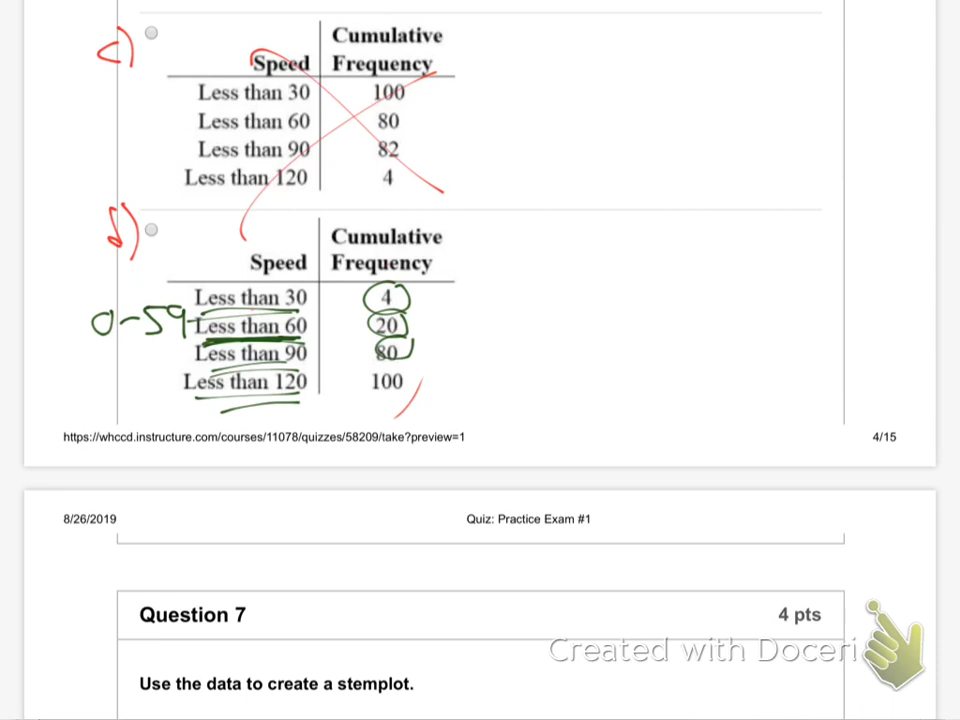 c)
Cumulative
Speed Frequency
Less than 30 100
Less than 60 80
Less than 90 82
Less than 120 4
d)
Cumulative
Speed Frequency
Less than 30 4
0-59 Less than 60 20
Less than 90 80
Less than 120 100
https://whccd.instructure.com/courses/11078/quizzes/58209/take?preview=1 4/15
8/26/2019 Quiz: Practice Exam #1
Question 7 4 pts
Created with Doceri
Use the data to create a stemplot.